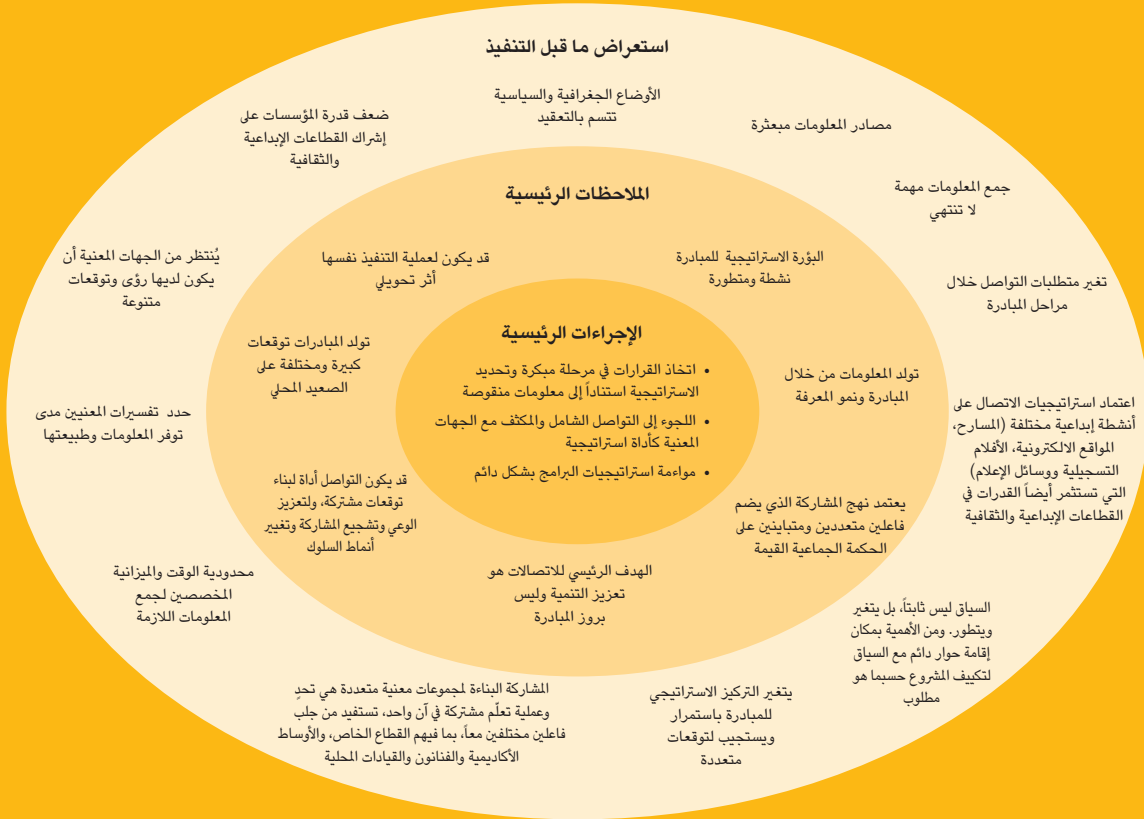 استعراض ما قبل التنفيذ
الأوضاع الجغرافية والسياسية
تتسم بالتعقيد
مصادر المعلومات مبعثرة
جمع المعلومات مهمة
لا تنتهي
تغير متطلبات التواصل خلال
مراحل المبادرة
اعتماد استراتيجيات الاتصال على
أنشطة إبداعية مختلفة (المسارح،
المواقع الالكترونية، الأفلام
التسجيلية ووسائل الإعلام)
التي تستثمر أيضاً القدرات في
القطاعات الإبداعية والثقافية
السياق ليس ثابتاً، بل يتغير
ويتطور. ومن الأهمية بمكان
إقامة حوار دائم مع السياق
لتكييف المشروع حسبما هو
مطلوب
يتغير التركيز الاستراتيجي
للمبادرة باستمرار
ويستجيب لتوقعات
متعددة
المشاركة البناءة لمجموعات معنية متعددة هي تحدٍ
وعملية تعلّم مشتركة في آن واحد، تستفيد من جلب
فاعلين مختلفين معاً، بما فيهم القطاع الخاص، والأوساط
الأكاديمية والفنانون والقيادات المحلية
محدودية الوقت والميزانية
المخصصين لجمع
المعلومات اللازمة
حدد تفسيرات المعنيين مدى
توفر المعلومات وطبيعتها
يُنتظر من الجهات المعنية أن
يكون لديها رؤى وتوقعات
متنوعة
ضعف قدرة المؤسسات على
إشراك القطاعات الإبداعية
والثقافية
الملاحظات الرئيسية
البؤرة الاستراتيجية للمبادرة
نشطة ومتطورة
تولد المعلومات من خلال
المبادرة ونمو المعرفة
يعتمد نهج المشاركة الذي يضم
فاعلين متعددين ومتباينين على
الحكمة الجماعية القيمة
الهدف الرئيسي للاتصالات هو
تعزيز التنمية وليس
بروز المبادرة
قد يكون التواصل أداة لبناء
توقعات مشتركة، ولتعزيز
الوعي وتشجيع المشاركة وتغيير
أنماط السلوك
تولد المبادرات توقعات
كبيرة ومختلفة على
الصعيد المحلي
قد يكون لعملية التنفيذ نفسها
أثر تحويلي
الإجراءات الرئيسية
• اتخاذ القرارات في مرحلة مبكرة وتحديد
الاستراتيجية استناداً إلى معلومات منقوصة
• اللجوء إلى التواصل الشامل والمكثف مع الجهات
المعنية كأداة استراتيجية
• مواءمة استراتيجيات البرامج بشكل دائم